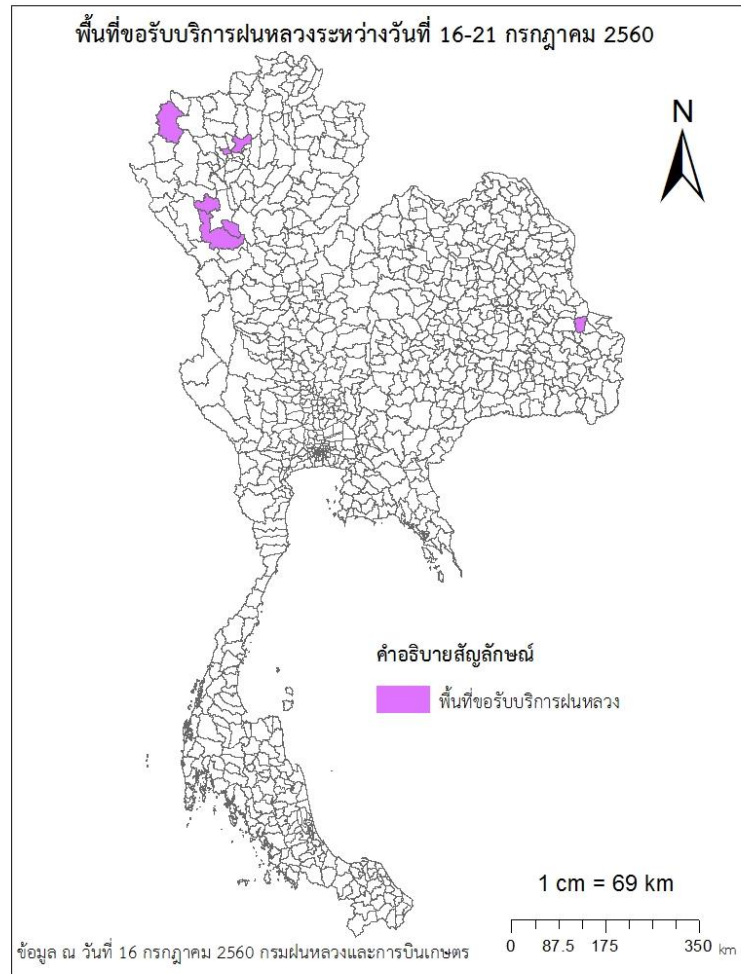 พื้นที่ขอรับบริการฝนหลวงระหว่างวันที่ 16-21 กรกฎาคม 2560
N
คำอธิบายสัญลักษณ์
พื้นที่ขอรับบริการฝนหลวง
1 cm = 69 km
0 87.5 175 350 km
ข้อมูล ณ วันที่ 16 กรกฎาคม 2560 กรมฝนหลวงและการบินเกษตร